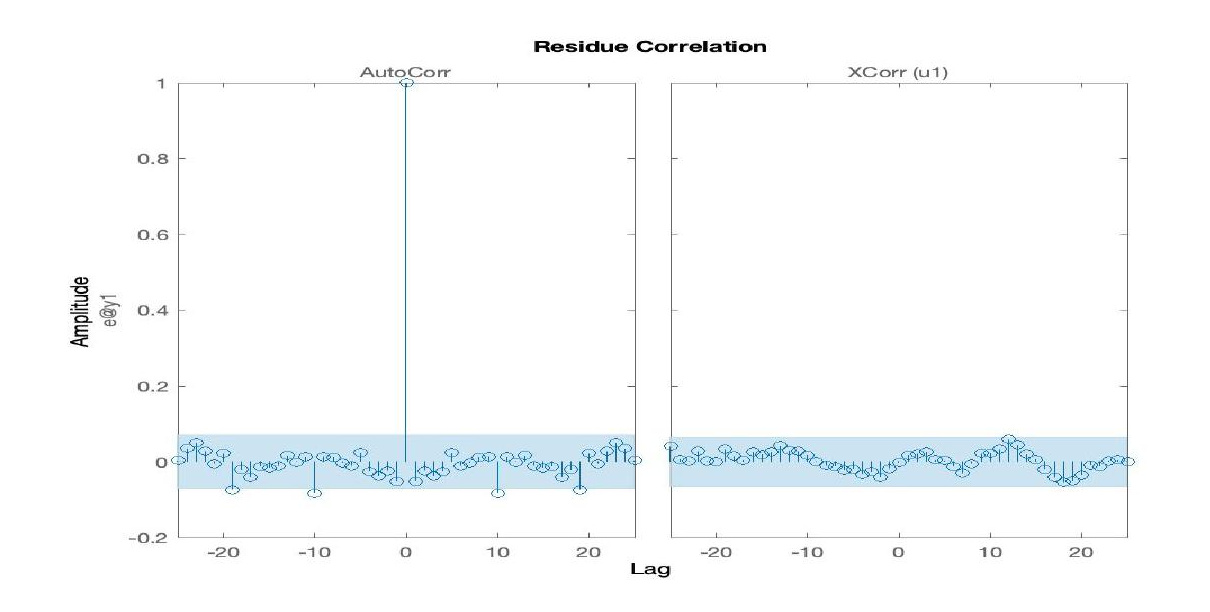 Residue Correlation
AutoCorr
XCorr (u1)
1
0.8
0.6
0.4
0.2
0
-0.2
Amplitude
e@y1
-20 -10 0 10 20
-20 -10 0 10 20
Lag